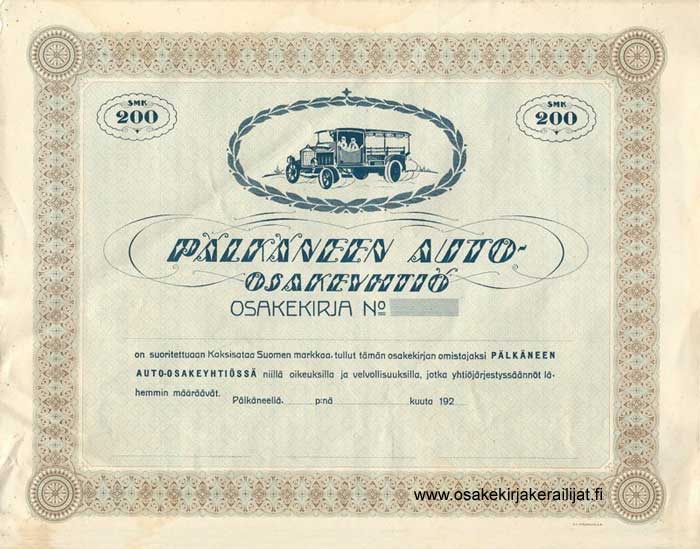 SMK
200
SMK
200
PÄLKÄNEEN AUTO-
OSAKEYHTIÖ
OSAKEKIRJA No
on suoritettuaan Kaksisataa Suomen markkaa, tullut tämän osakekirjan omistajaksi PÄLKÄNEEN
AUTO-OSAKEYHTIÖSSÄ niillä oikeuksilla ja velvollisuuksilla, jotka yhtiöjärjestyssäännöt lä-
hemmin määräävät. Pälkäneellä, p:nä kuuta 192
www.osakekirjakerailijat.fi